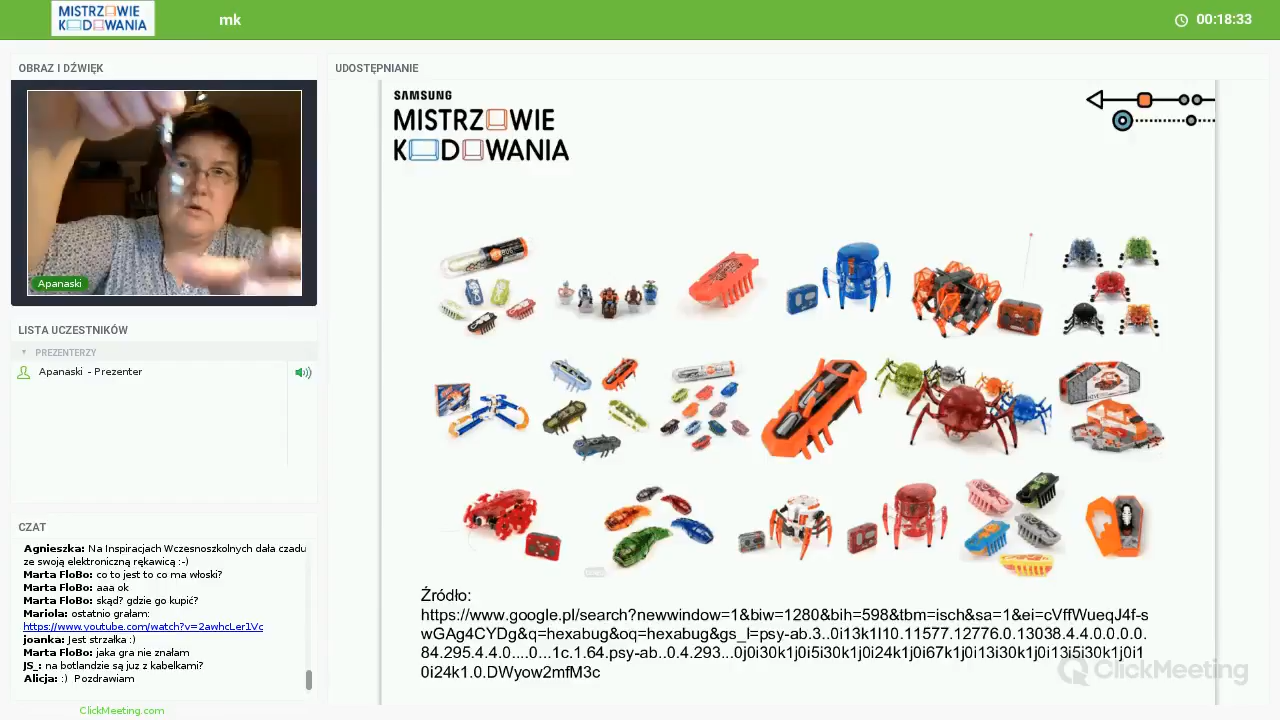 MISTRZOWIE
KODOWANIA
mk
00:18:33
OBRAZ I DŹWIĘK
UDOSTĘPNIANIE
Apanaski
LISTA UCZESTNIKÓW
PREZENTERZY
Apanaski - Prezenter
CZAT
Agnieszka: Na Inspiracjach Wczesnoszkolnych dała czadu
ze swoją elektroniczną rękawicą :-)
Marta FloBo: co to jest to co ma włoski?
Marta FloBo: aaa ok
Marta FloBo: skąd? gdzie go kupić?
Mariola: ostatnio grałam:
https://www.youtube.com/watch?v=2awhcLer1Vc
joanka: Jest strzałka :)
Marta FloBo: jaka gra nie znałam
JS_: na botlandzie są juz z kabelkami?
Alicja: :) Pozdrawiam
ClickMeeting.com
SAMSUNG
MISTRZOWIE
KODOWANIA
Źródło:
https://www.google.pl/search?newwindow=1&biw=1280&bih=598&tbm=isch&sa=1&ei=cVffWueqJ4f-s
wGAg4CYDg&q=hexabug&oq=hexabug&gs_l=psy-ab.3..0i13k1l10.11577.12776.0.13038.4.4.0.0.0.0.
84.295.4.4.0....0...1c.1.64.psy-ab..0.4.293...0j0i30k1j0i5i30k1j0i24k1j0i67k1j0i13i30k1j0i13i5i30k1j0i1
0i24k1.0.DWyow2mfM3c
ClickMeeting